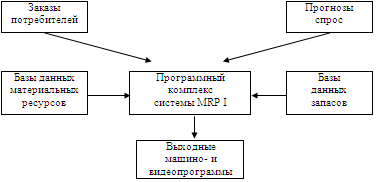 Заказы
потребителей
Прогнозы
спрос
Базы данных
материальных
ресурсов
Программный
комплекс
системы MRP I
Базы
данных
запасов
Выходные
машино- и
видеопрограммы